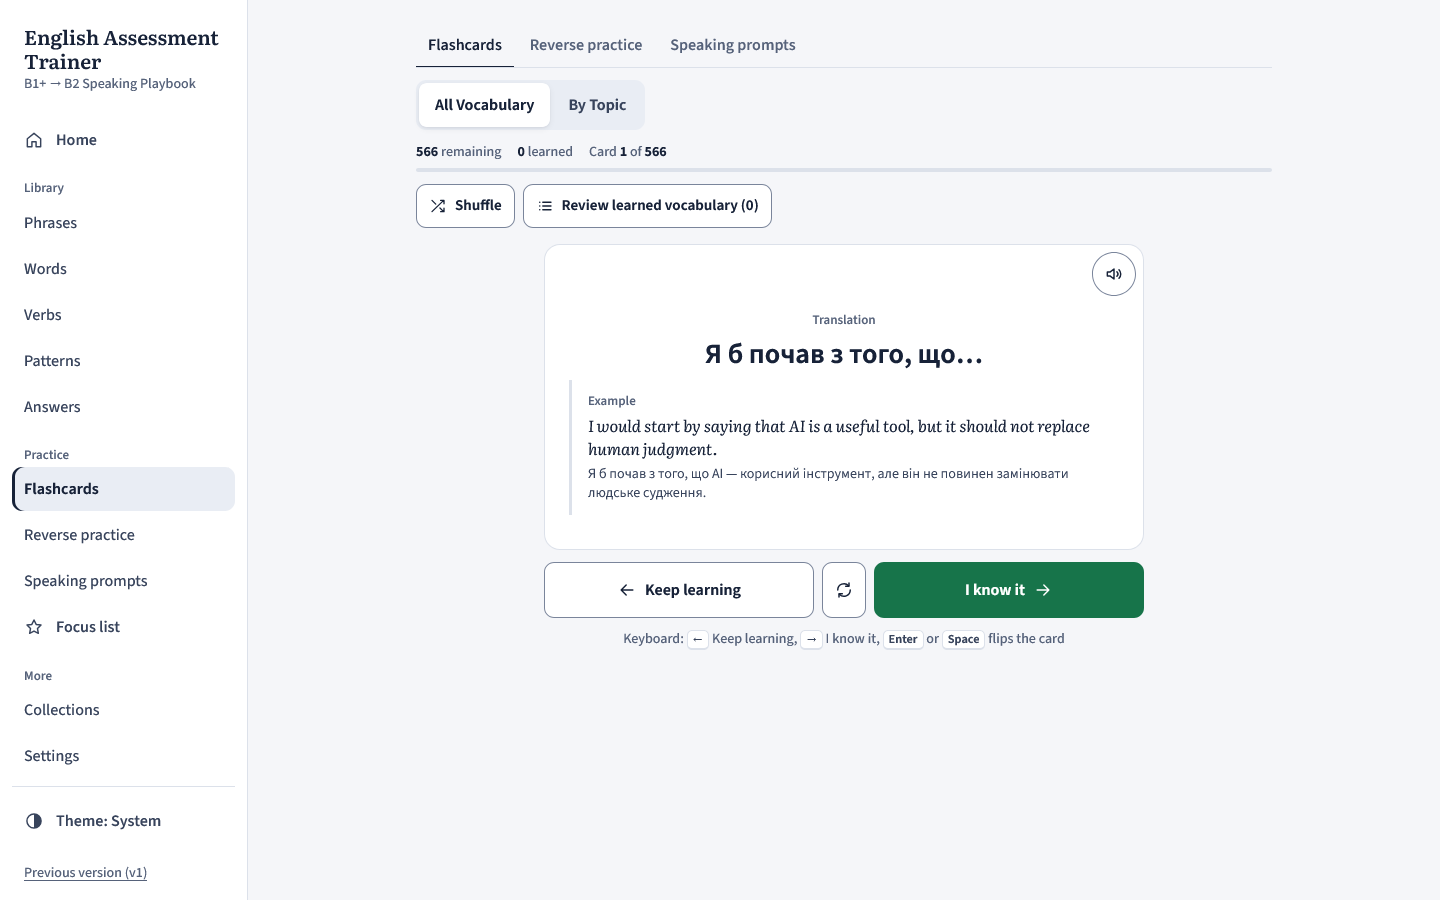 English Assessment
Trainer
B1+ → B2 Speaking Playbook
Home
Library
Phrases
Words
Verbs
Patterns
Answers
Practice
Flashcards
Reverse practice
Speaking prompts
Focus list
More
Collections
Settings
Theme: System
Previous version (v1)
Flashcards Reverse practice Speaking prompts
All Vocabulary By Topic
566 remaining 0 learned Card 1 of 566
Shuffle Review learned vocabulary (0)
Translation
Я б почав з того, що…
Example
I would start by saying that AI is a useful tool, but it should not replace
human judgment.
Я б почав з того, що AI — корисний інструмент, але він не повинен замінювати
людське судження.
← Keep learning I know it →
Keyboard: ← Keep learning, → I know it, Enter or Space flips the card